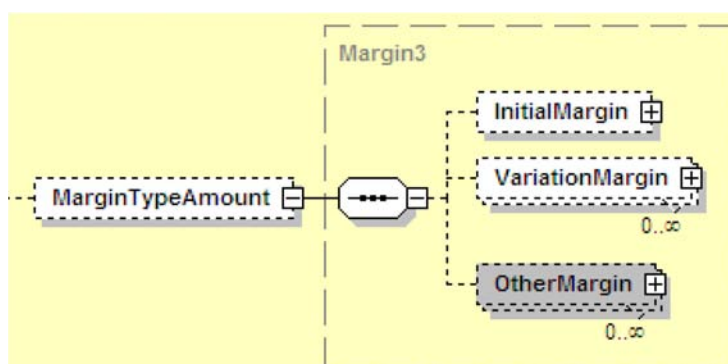 Margin3
InitialMargin
VariationMargin
0..∞
MarginTypeAmount
OtherMargin
0..∞